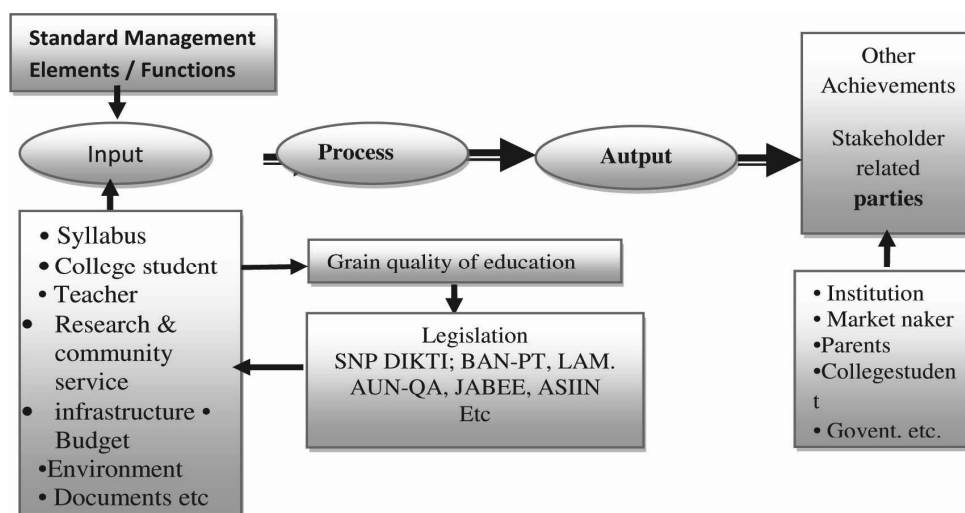 Standard Management
Elements / Functions
Input
Process
Autput
Other
Achievements
Stakeholder
related
parties
• Syllabus
• College student
• Teacher
• Research &
community
service
• infrastructure •
Budget
•Environment
• Documents etc
Grain quality of education
Legislation
SNP DIKTI; BAN-PT, LAM.
AUN-QA, JABEE, ASIIN
Etc
• Institution
• Market naker
•Parents
•Collegestuden
t
• Govent. etc.